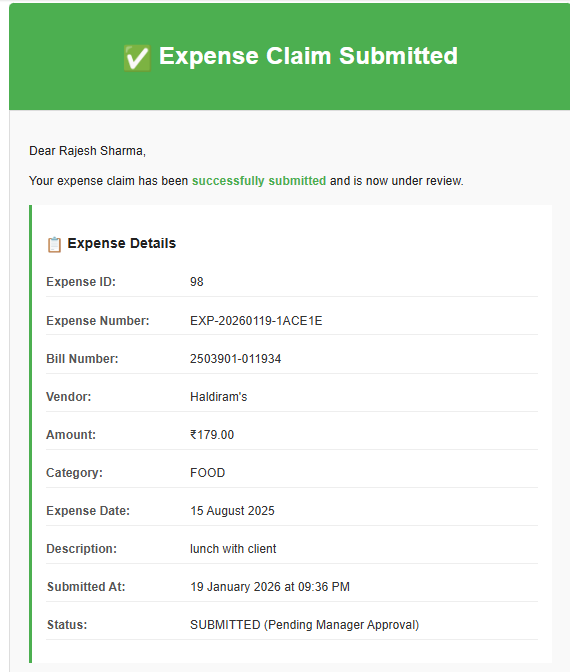 ✅ Expense Claim Submitted
Dear Rajesh Sharma,
Your expense claim has been successfully submitted and is now under review.
📋 Expense Details
Expense ID: 98
Expense Number: EXP-20260119-1ACE1E
Bill Number: 2503901-011934
Vendor: Haldiram's
Amount: ₹179.00
Category: FOOD
Expense Date: 15 August 2025
Description: lunch with client
Submitted At: 19 January 2026 at 09:36 PM
Status: SUBMITTED (Pending Manager Approval)